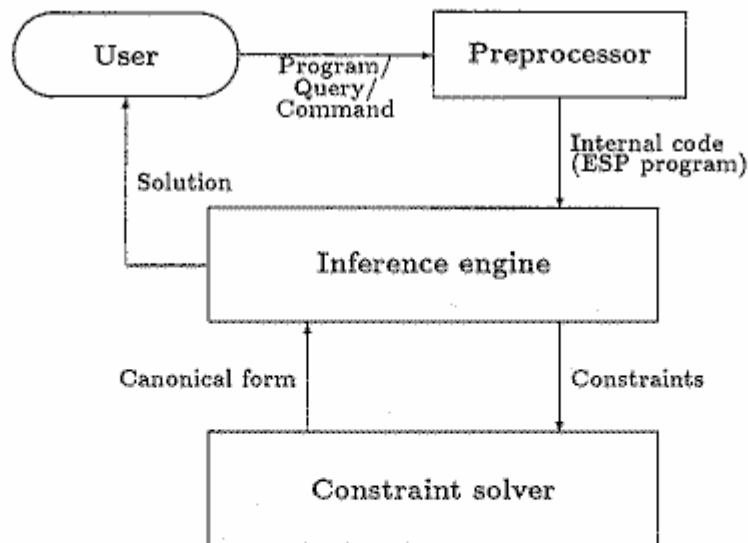 User
Preprocessor
Program/
Query/
Command
Internal code
(ESP program)
Solution
Inference engine
Canonical form
Constraints
Constraint solver